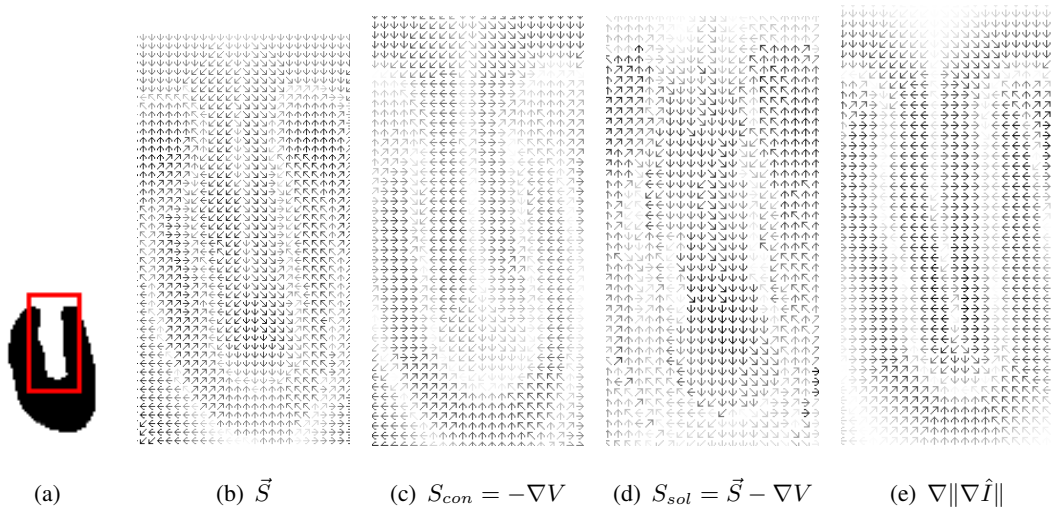 (a)
(b) $\vec{S}$
(c) $S_{con} = -\nabla V$
(d) $S_{sol} = \vec{S} - \nabla V$
(e) $\nabla \|\nabla \hat{I}\|$